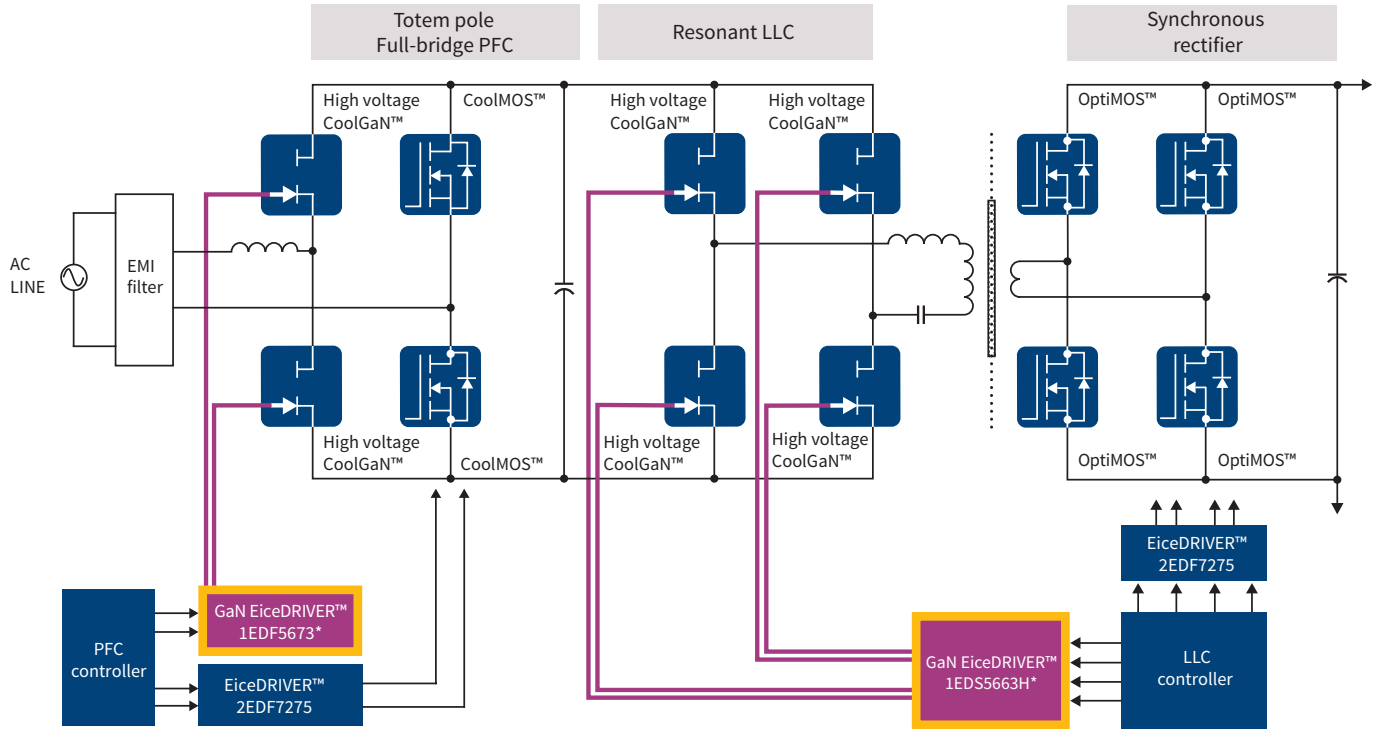 Totem pole
Full-bridge PFC
Resonant LLC
Synchronous
rectifier
High voltage
CoolGaN™
CoolMOS™
High voltage
CoolGaN™
High voltage
CoolGaN™
OptiMOS™
OptiMOS™
AC
LINE
EMI
filter
High voltage
CoolGaN™
CoolMOS™
High voltage
CoolGaN™
High voltage
CoolGaN™
OptiMOS™
OptiMOS™
EiceDRIVER™
2EDF7275
GaN EiceDRIVER™
1EDF5673*
PFC
controller
EiceDRIVER™
2EDF7275
GaN EiceDRIVER™
1EDS5663H*
LLC
controller